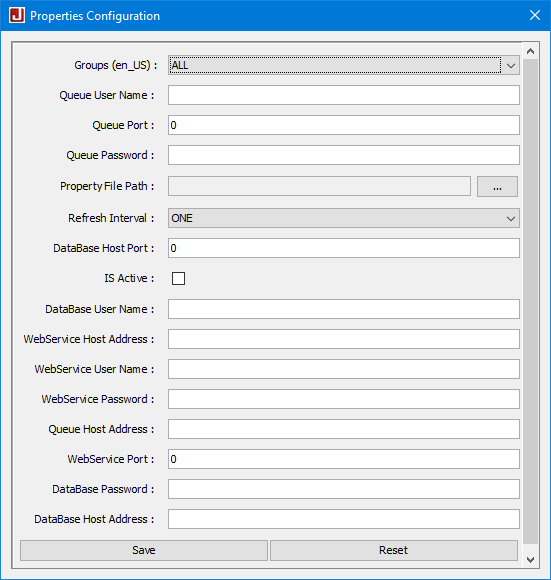 J Properties Configuration
Groups (en_US) : ALL
Queue User Name :
Queue Port : 0
Queue Password :
Property File Path : ...
Refresh Interval : ONE
DataBase Host Port : 0
IS Active :
DataBase User Name :
WebService Host Address :
WebService User Name :
WebService Password :
Queue Host Address :
WebService Port : 0
DataBase Password :
DataBase Host Address :
Save Reset